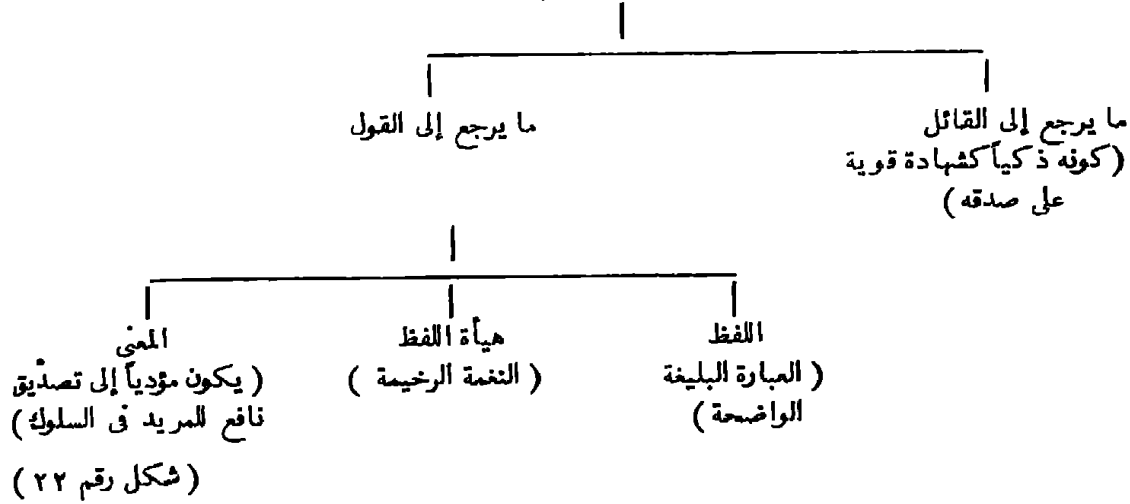 ما يرجع إلى القائل
(كونه ذكياً كشهادة قوية
على صدقه)
ما يرجع إلى القول
اللفظ
(العبارة البليغة
الواضحة)
هيأة اللفظ
(النغمة الرخيمة)
المعنى
(يكون مؤدياً إلى تصديق
نافع للمريد فى السلوك)
(شكل رقم ٢٢)